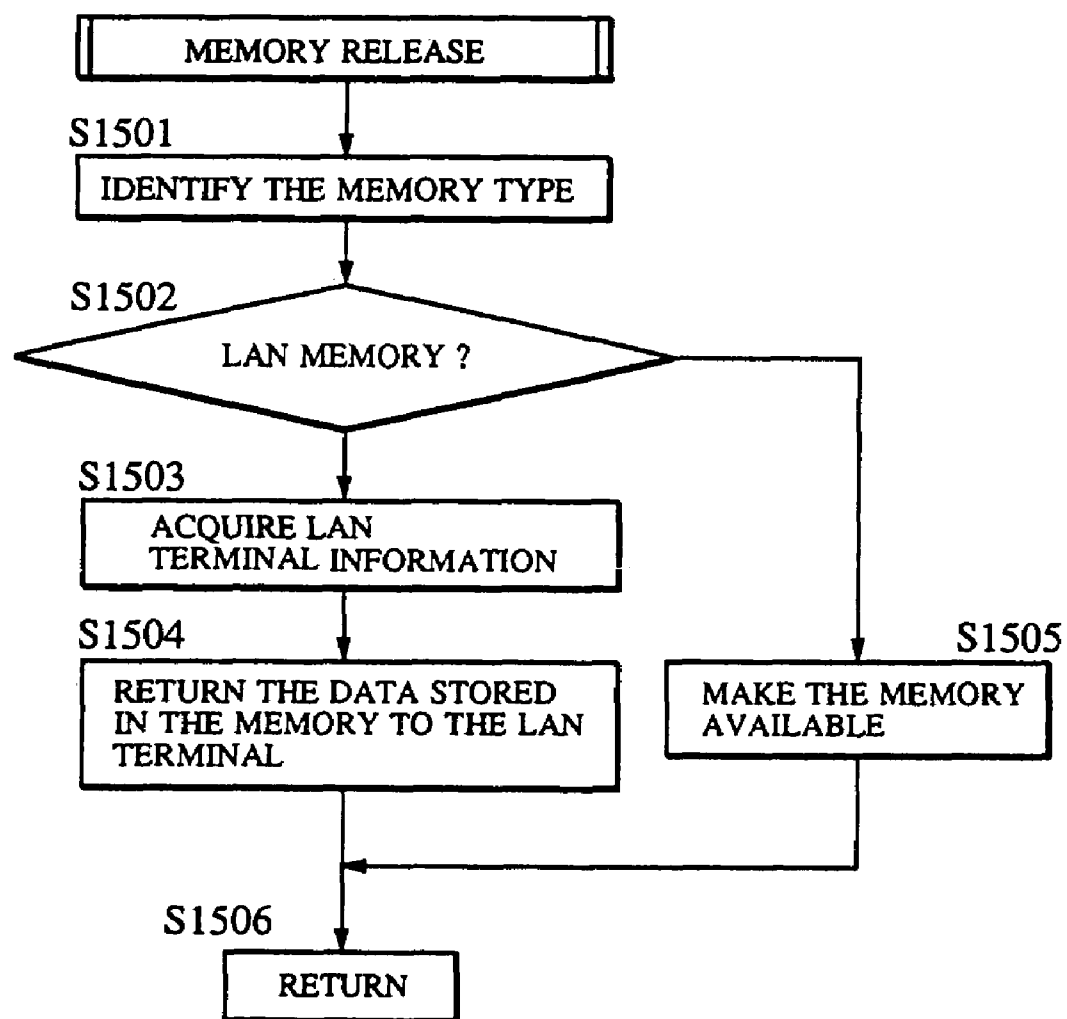 MEMORY RELEASE
S1501
IDENTIFY THE MEMORY TYPE
S1502
LAN MEMORY ?
S1503
ACQUIRE LAN
TERMINAL INFORMATION
S1504
RETURN THE DATA STORED
IN THE MEMORY TO THE LAN
TERMINAL
S1505
MAKE THE MEMORY
AVAILABLE
S1506
RETURN